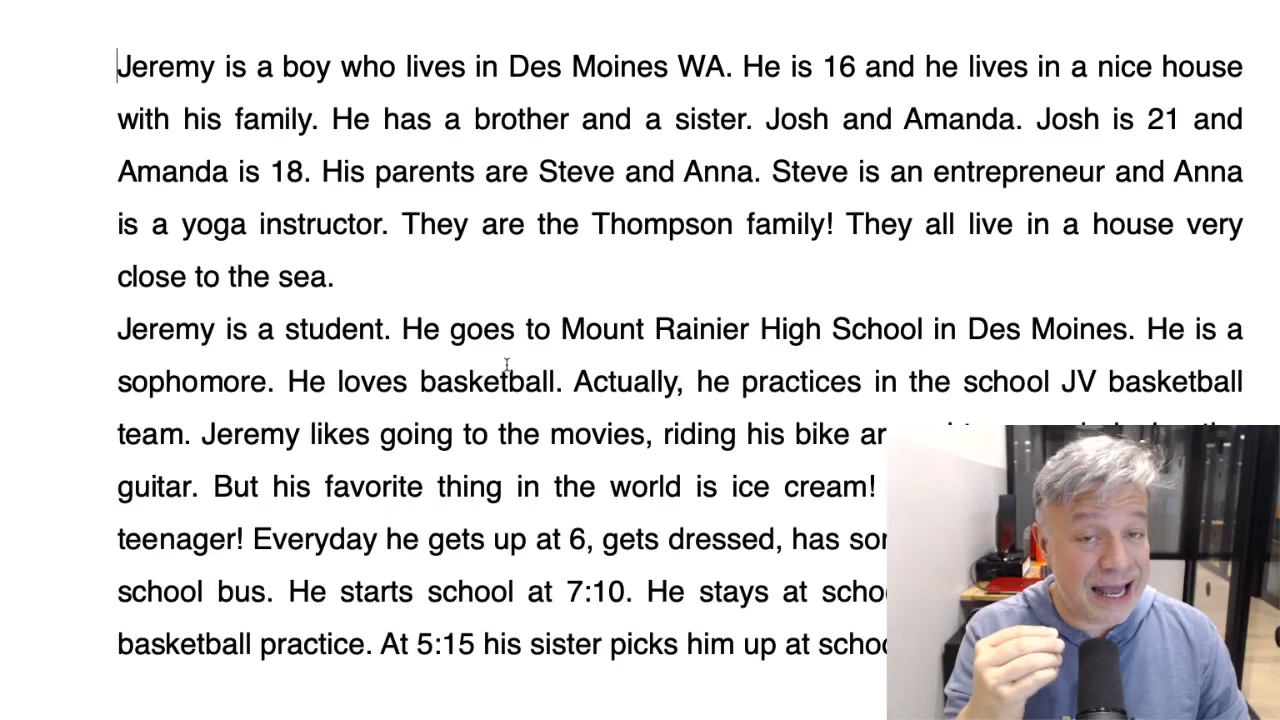 Jeremy is a boy who lives in Des Moines WA. He is 16 and he lives in a nice house
with his family. He has a brother and a sister. Josh and Amanda. Josh is 21 and
Amanda is 18. His parents are Steve and Anna. Steve is an entrepreneur and Anna
is a yoga instructor. They are the Thompson family! They all live in a house very
close to the sea.
Jeremy is a student. He goes to Mount Rainier High School in Des Moines. He is a
sophomore. He loves basketball. Actually, he practices in the school JV basketball
team. Jeremy likes going to the movies, riding his bike
guitar. But his favorite thing in the world is ice cream!
teenager! Everyday he gets up at 6, gets dressed, has
school bus. He starts school at 7:10. He stays at
basketball practice. At 5:15 his sister picks him up at